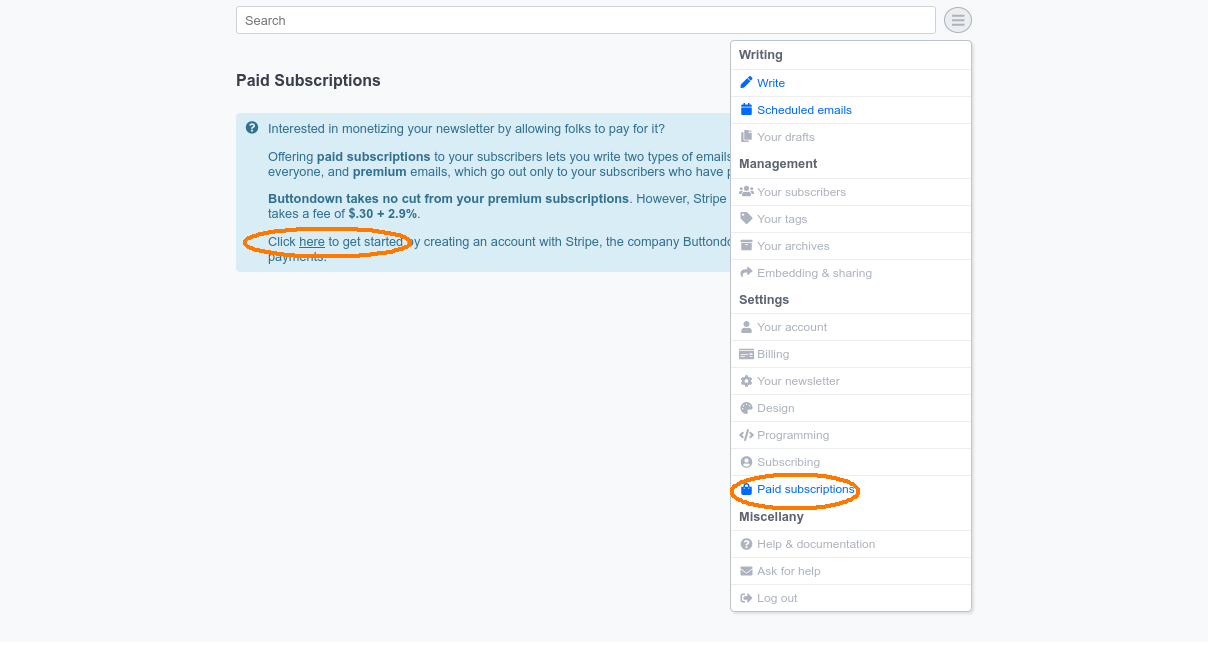 Search
Paid Subscriptions
Interested in monetizing your newsletter by allowing folks to pay for it?
Offering paid subscriptions to your subscribers lets you write two types of emails
everyone, and premium emails, which go out only to your subscribers who have
Buttondown takes no cut from your premium subscriptions. However, Stripe
takes a fee of $.30 + 2.9%.
Click here to get started by creating an account with Stripe, the company
payments.
Writing
Write
Scheduled emails
Your drafts
Management
Your subscribers
Your tags
Your archives
Embedding & sharing
Settings
Your account
Billing
Your newsletter
Design
Programming
Subscribing
Paid subscriptions
Miscellany
Help & documentation
Ask for help
Log out